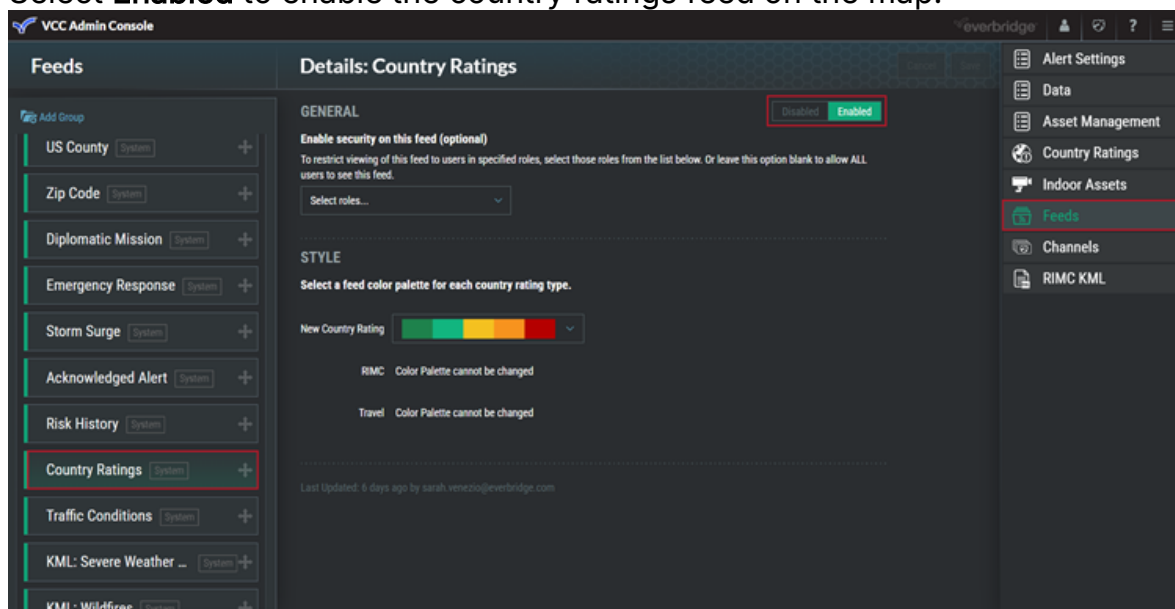 Select Enabled to enable the country ratings feed on the map.
VCC Admin Console
everbridge
?
Feeds
Details: Country Ratings
Cancel
Save
Add Group
US County System
Zip Code System
Diplomatic Mission System
Emergency Response System
Storm Surge System
Acknowledged Alert System
Risk History System
Country Ratings System
Traffic Conditions System
KML: Severe Weather ... System
KML: Wildfires System
GENERAL
Disabled Enabled
Enable security on this feed (optional)
To restrict viewing of this feed to users in specified roles, select those roles from the list below. Or leave this option blank to allow ALL
users to see this feed.
Select roles...
STYLE
Select a feed color palette for each country rating type.
New Country Rating
RIMC Color Palette cannot be changed
Travel Color Palette cannot be changed
Last Updated: 6 days ago by sarah.venezio@everbridge.com
Alert Settings
Data
Asset Management
Country Ratings
Indoor Assets
Feeds
Channels
RIMC KML